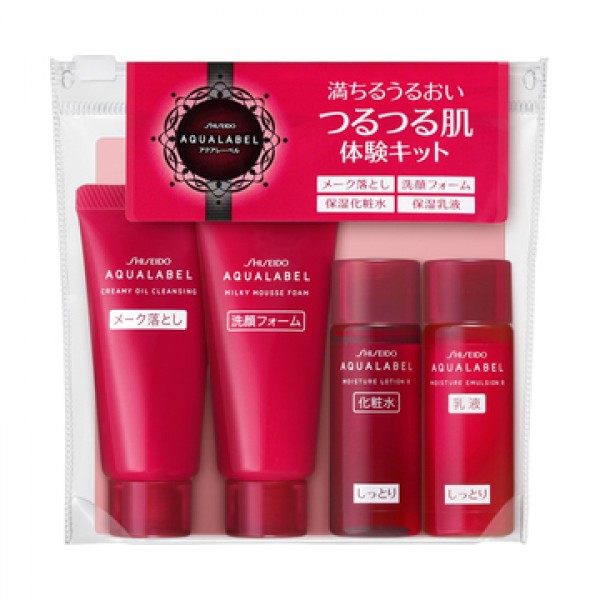 SHISEIDO
AQUALABEL
アクアレーベル
満ちるうるおい
つるつる肌
体験キット
メーク落とし
洗顔フォーム
保湿化粧水
保湿乳液
SHISEIDO
AQUALABEL
CREAMY OIL CLEANSING
メーク落とし
SHISEIDO
AQUALABEL
MILKY MOUSSE FOAM
洗顔フォーム
SHISEIDO
AQUALABEL
MOISTURE LOTION R
化粧水
しっとり
SHISEIDO
AQUALABEL
MOISTURE EMULSION R
乳液
しっとり